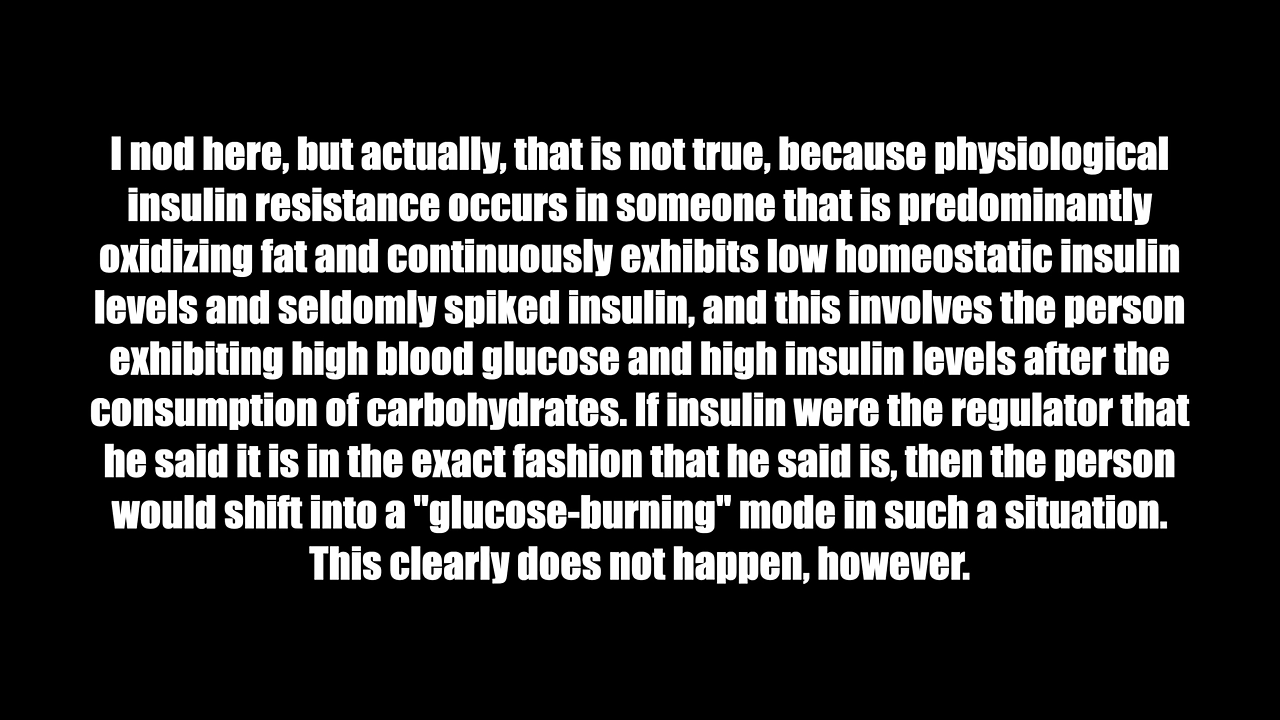 I nod here, but actually, that is not true, because physiological
insulin resistance occurs in someone that is predominantly
oxidizing fat and continuously exhibits low homeostatic insulin
levels and seldomly spiked insulin, and this involves the person
exhibiting high blood glucose and high insulin levels after the
consumption of carbohydrates. If insulin were the regulator that
he said it is in the exact fashion that he said is, then the person
would shift into a "glucose-burning" mode in such a situation.
This clearly does not happen, however.